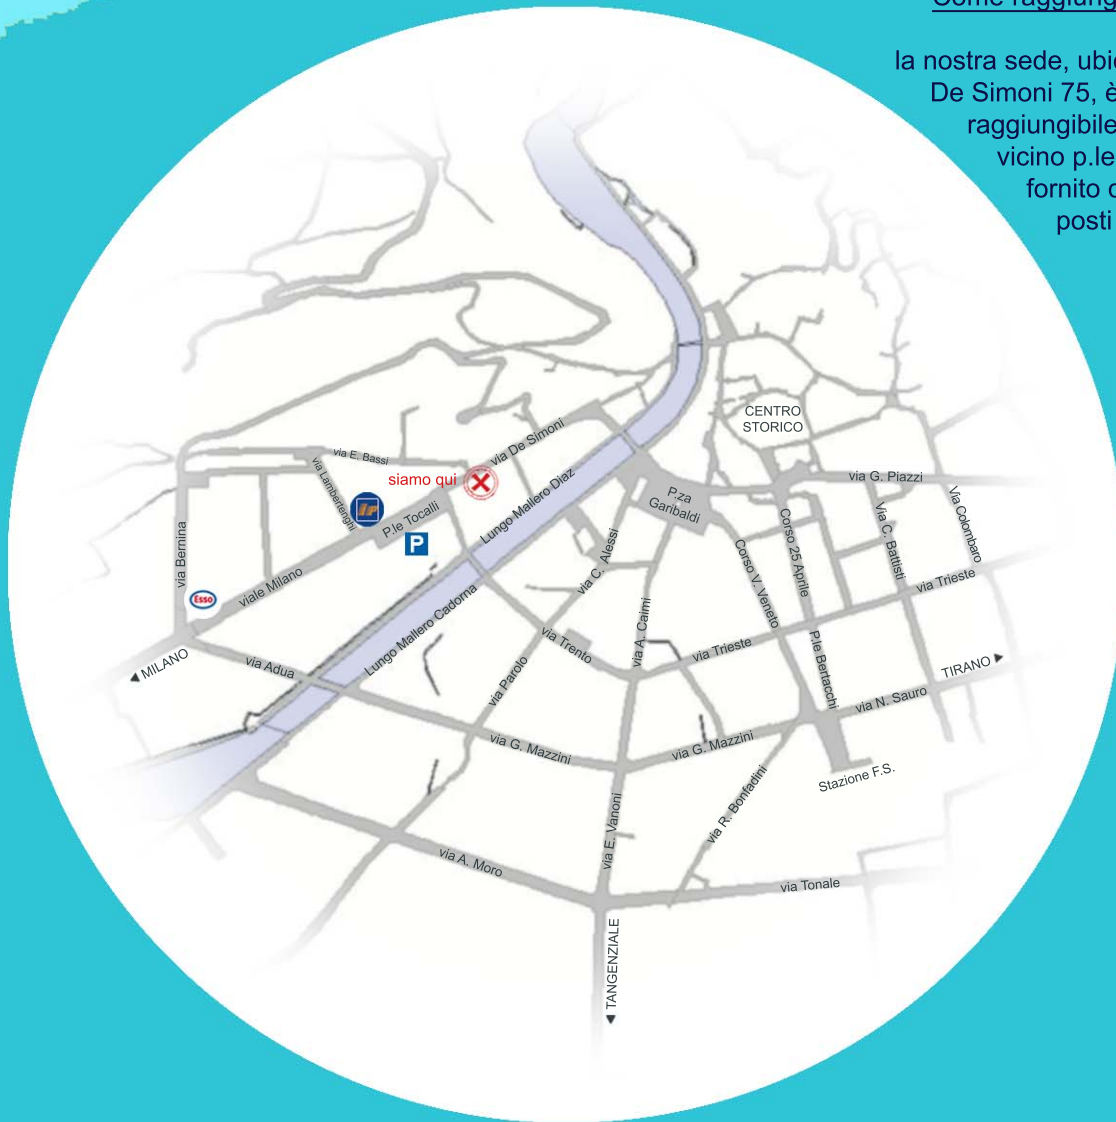 Come raggiung
la nostra sede, ubic
De Simoni 75, è
raggiungibile
vicino p.le
fornito d
posti
CENTRO
STORICO
via De Simoni
via E. Bassi
siamo qui
via Lambertenghi
IP
P.le Tocalli
P
Lungo Mallero Diaz
P.za
Garibaldi
via G. Piazzi
Via Colombaro
Via C. Battisti
Corso 25 Aprile
via Bernina
Esso
viale Milano
via C. Alessi
Corso V. Veneto
via Trieste
Lungo Mallero Cadorna
via A. Caimi
via Trento
via Trieste
P.le Bertacchi
MILANO
via Adua
via Parolo
TIRANO
via N. Sauro
via G. Mazzini
via G. Mazzini
Stazione F.S.
via R. Bonfadini
via E. Vanoni
via A. Moro
via Tonale
TANGENZIALE